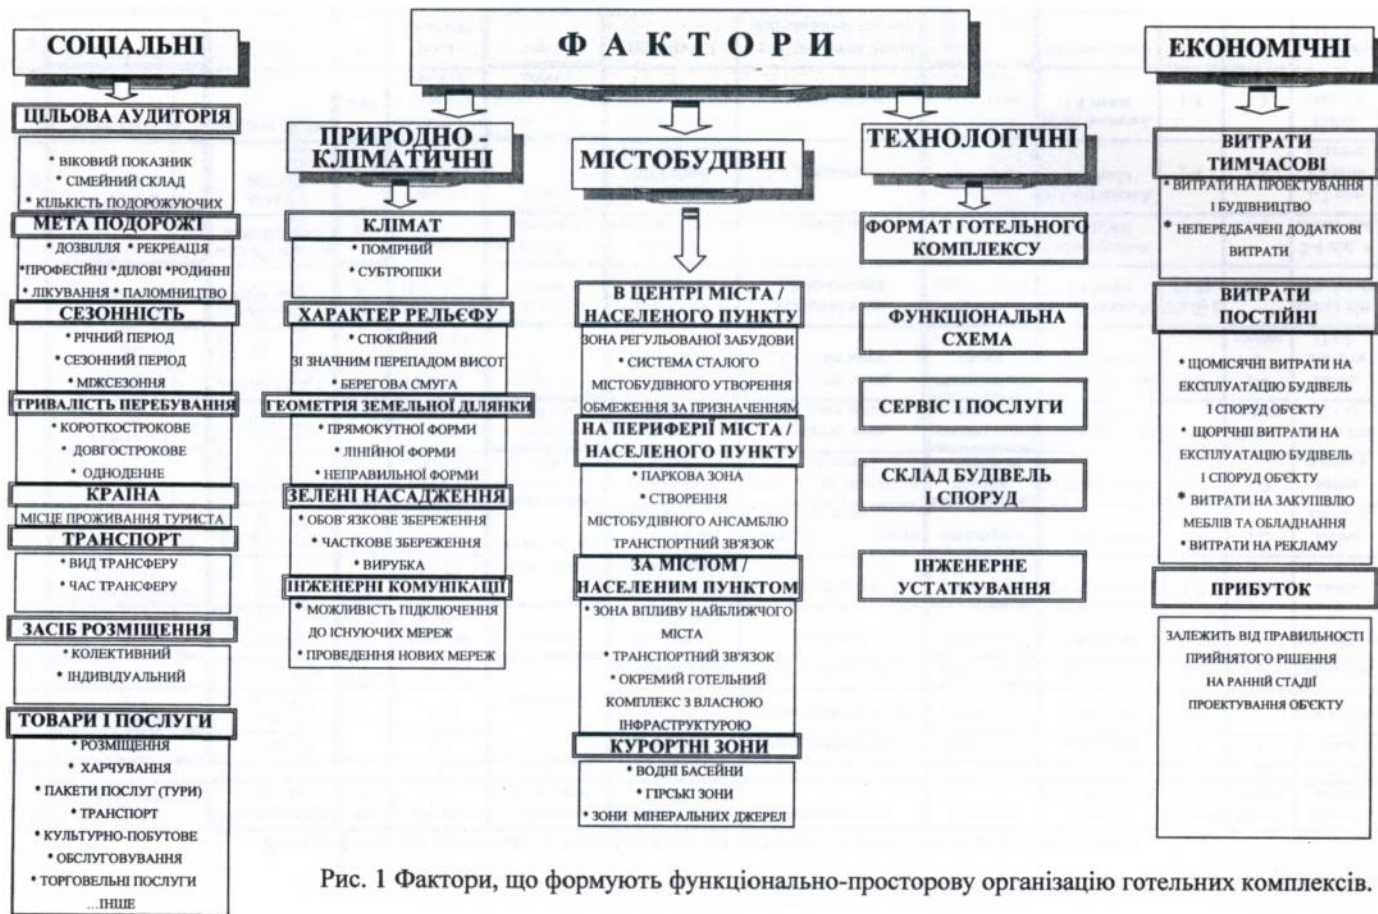 Ф А К Т О Р И
СОЦІАЛЬНІ
ЦІЛЬОВА АУДИТОРІЯ
* ВІКОВИЙ ПОКАЗНИК
* СІМЕЙНИЙ СКЛАД
* КІЛЬКІСТЬ ПОДОРОЖУЮЧИХ
МЕТА ПОДОРОЖІ
* ДОЗВІЛЛЯ * РЕКРЕАЦІЯ
*ПРОФЕСІЙНІ *ДІЛОВІ *РОДИННІ
* ЛІКУВАННЯ * ПАЛОМНИЦТВО
СЕЗОННІСТЬ
* РІЧНИЙ ПЕРІОД
* СЕЗОННИЙ ПЕРІОД
* МІЖСЕЗОННЯ
ТРИВАЛІСТЬ ПЕРЕБУВАННЯ
* КОРОТКОСТРОКОВЕ
* ДОВГОСТРОКОВЕ
* ОДНОДЕННЕ
КРАЇНА
МІСЦЕ ПРОЖИВАННЯ ТУРИСТА
ТРАНСПОРТ
* ВИД ТРАНСФЕРУ
* ЧАС ТРАНСФЕРУ
ЗАСІБ РОЗМІЩЕННЯ
* КОЛЕКТИВНИЙ
* ІНДИВІДУАЛЬНИЙ
ТОВАРИ І ПОСЛУГИ
* РОЗМІЩЕННЯ
* ХАРЧУВАННЯ
* ПАКЕТИ ПОСЛУГ (ТУРИ)
* ТРАНСПОРТ
* КУЛЬТУРНО-ПОБУТОВЕ
* ОБСЛУГОВУВАННЯ
* ТОРГОВЕЛЬНІ ПОСЛУГИ
...ІНШЕ
ПРИРОДНО -
КЛІМАТИЧНІ
КЛІМАТ
* ПОМІРНИЙ
* СУБТРОПІКИ
ХАРАКТЕР РЕЛЬЄФУ
* СПОКІЙНИЙ
ЗІ ЗНАЧНИМ ПЕРЕПАДОМ ВИСОТ
* БЕРЕГОВА СМУГА
ГЕОМЕТРІЯ ЗЕМЕЛЬНОЇ ДІЛЯНКИ
* ПРЯМОКУТНОЇ ФОРМИ
* ЛІНІЙНОЇ ФОРМИ
* НЕПРАВИЛЬНОЇ ФОРМИ
ЗЕЛЕНІ НАСАДЖЕННЯ
* ОБОВ`ЯЗКОВЕ ЗБЕРЕЖЕННЯ
* ЧАСТКОВЕ ЗБЕРЕЖЕННЯ
* ВИРУБКА
ІНЖЕНЕРНІ КОМУНІКАЦІЇ
* МОЖЛИВІСТЬ ПІДКЛЮЧЕННЯ
ДО ІСНУЮЧИХ МЕРЕЖ
* ПРОВЕДЕННЯ НОВИХ МЕРЕЖ
МІСТОБУДІВНІ
В ЦЕНТРІ МІСТА /
НАСЕЛЕНОГО ПУНКТУ
ЗОНА РЕГУЛЬОВАНОЇ ЗАБУДОВИ
* СИСТЕМА СТАЛОГО
МІСТОБУДІВНОГО УТВОРЕННЯ
ОБМЕЖЕННЯ ЗА ПРИЗНАЧЕННЯМ
НА ПЕРИФЕРІЇ МІСТА /
НАСЕЛЕНОГО ПУНКТУ
* ПАРКОВА ЗОНА
* СТВОРЕННЯ
МІСТОБУДІВНОГО АНСАМБЛЮ
ТРАНСПОРТНИЙ ЗВ'ЯЗОК
ЗА МІСТОМ /
НАСЕЛЕНИМ ПУНКТОМ
* ЗОНА ВПЛИВУ НАЙБЛИЖЧОГО
МІСТА
* ТРАНСПОРТНИЙ ЗВ'ЯЗОК
* ОКРЕМИЙ ГОТЕЛЬНИЙ
КОМПЛЕКС З ВЛАСНОЮ
ІНФРАСТРУКТУРОЮ
КУРОРТНІ ЗОНИ
* ВОДНІ БАСЕЙНИ
* ГІРСЬКІ ЗОНИ
* ЗОНИ МІНЕРАЛЬНИХ ДЖЕРЕЛ
ТЕХНОЛОГІЧНІ
ФОРМАТ ГОТЕЛЬНОГО
КОМПЛЕКСУ
ФУНКЦІОНАЛЬНА
СХЕМА
СЕРВІС І ПОСЛУГИ
СКЛАД БУДІВЕЛЬ
І СПОРУД
ІНЖЕНЕРНЕ
УСТАТКУВАННЯ
ЕКОНОМІЧНІ
ВИТРАТИ
ТИМЧАСОВІ
* ВИТРАТИ НА ПРОЕКТУВАННЯ
І БУДІВНИЦТВО
* НЕПЕРЕДБАЧЕНІ ДОДАТКОВІ
ВИТРАТИ
ВИТРАТИ
ПОСТІЙНІ
* ЩОМІСЯЧНІ ВИТРАТИ НА
ЕКСПЛУАТАЦІЮ БУДІВЕЛЬ
І СПОРУД ОБ'ЄКТУ
* ЩОРІЧНІІ ВИТРАТИ НА
ЕКСПЛУАТАЦІЮ БУДІВЕЛЬ
І СПОРУД ОБ'ЄКТУ
* ВИТРАТИ НА ЗАКУПІВЛЮ
МЕБЛІВ ТА ОБЛАДНАННЯ
* ВИТРАТИ НА РЕКЛАМУ
ПРИБУТОК
ЗАЛЕЖИТЬ ВІД ПРАВИЛЬНОСТІ
ПРИЙНЯТОГО РІШЕННЯ
НА РАННІЙ СТАДІЇ
ПРОЕКТУВАННЯ ОБ'ЄКТУ
Рис. 1 Фактори, що формують функціонально-просторову організацію готельних комплексів.